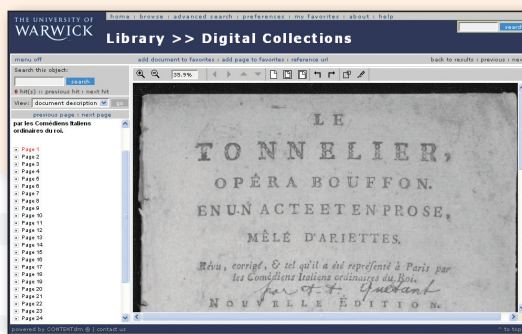 THE UNIVERSITY OF
WARWICK
home : browse : advanced search : preferences : my favorites : about : help
search
Library >> Digital Collections
menu off
add document to favorites : add page to favorites : reference url
back to results : previous : next
Search this object:
search
0 hit(s) :: previous hit : next hit
View: document description go
previous page : next page
par les Comédiens Italiens
ordinaires du roi.
Page 1
Page 2
Page 3
Page 4
Page 5
Page 6
Page 7
Page 8
Page 9
Page 10
Page 11
Page 12
Page 13
Page 14
Page 15
Page 16
Page 17
Page 18
Page 19
Page 20
Page 21
Page 22
Page 23
Page 24
35.9%
LE
TONNELIER,
OPÉRA BOUFFON.
EN UN ACTE ET EN PROSE,
MÊLÉ D'ARIETTES.
Révu, corrigé, & tel qu'il a été représenté à Paris par
les Comédiens Italiens ordinaires du Roi.
par
Quétant
NOUVELLE ÉDITION.
powered by CONTENTdm ® | contact us
^ to top